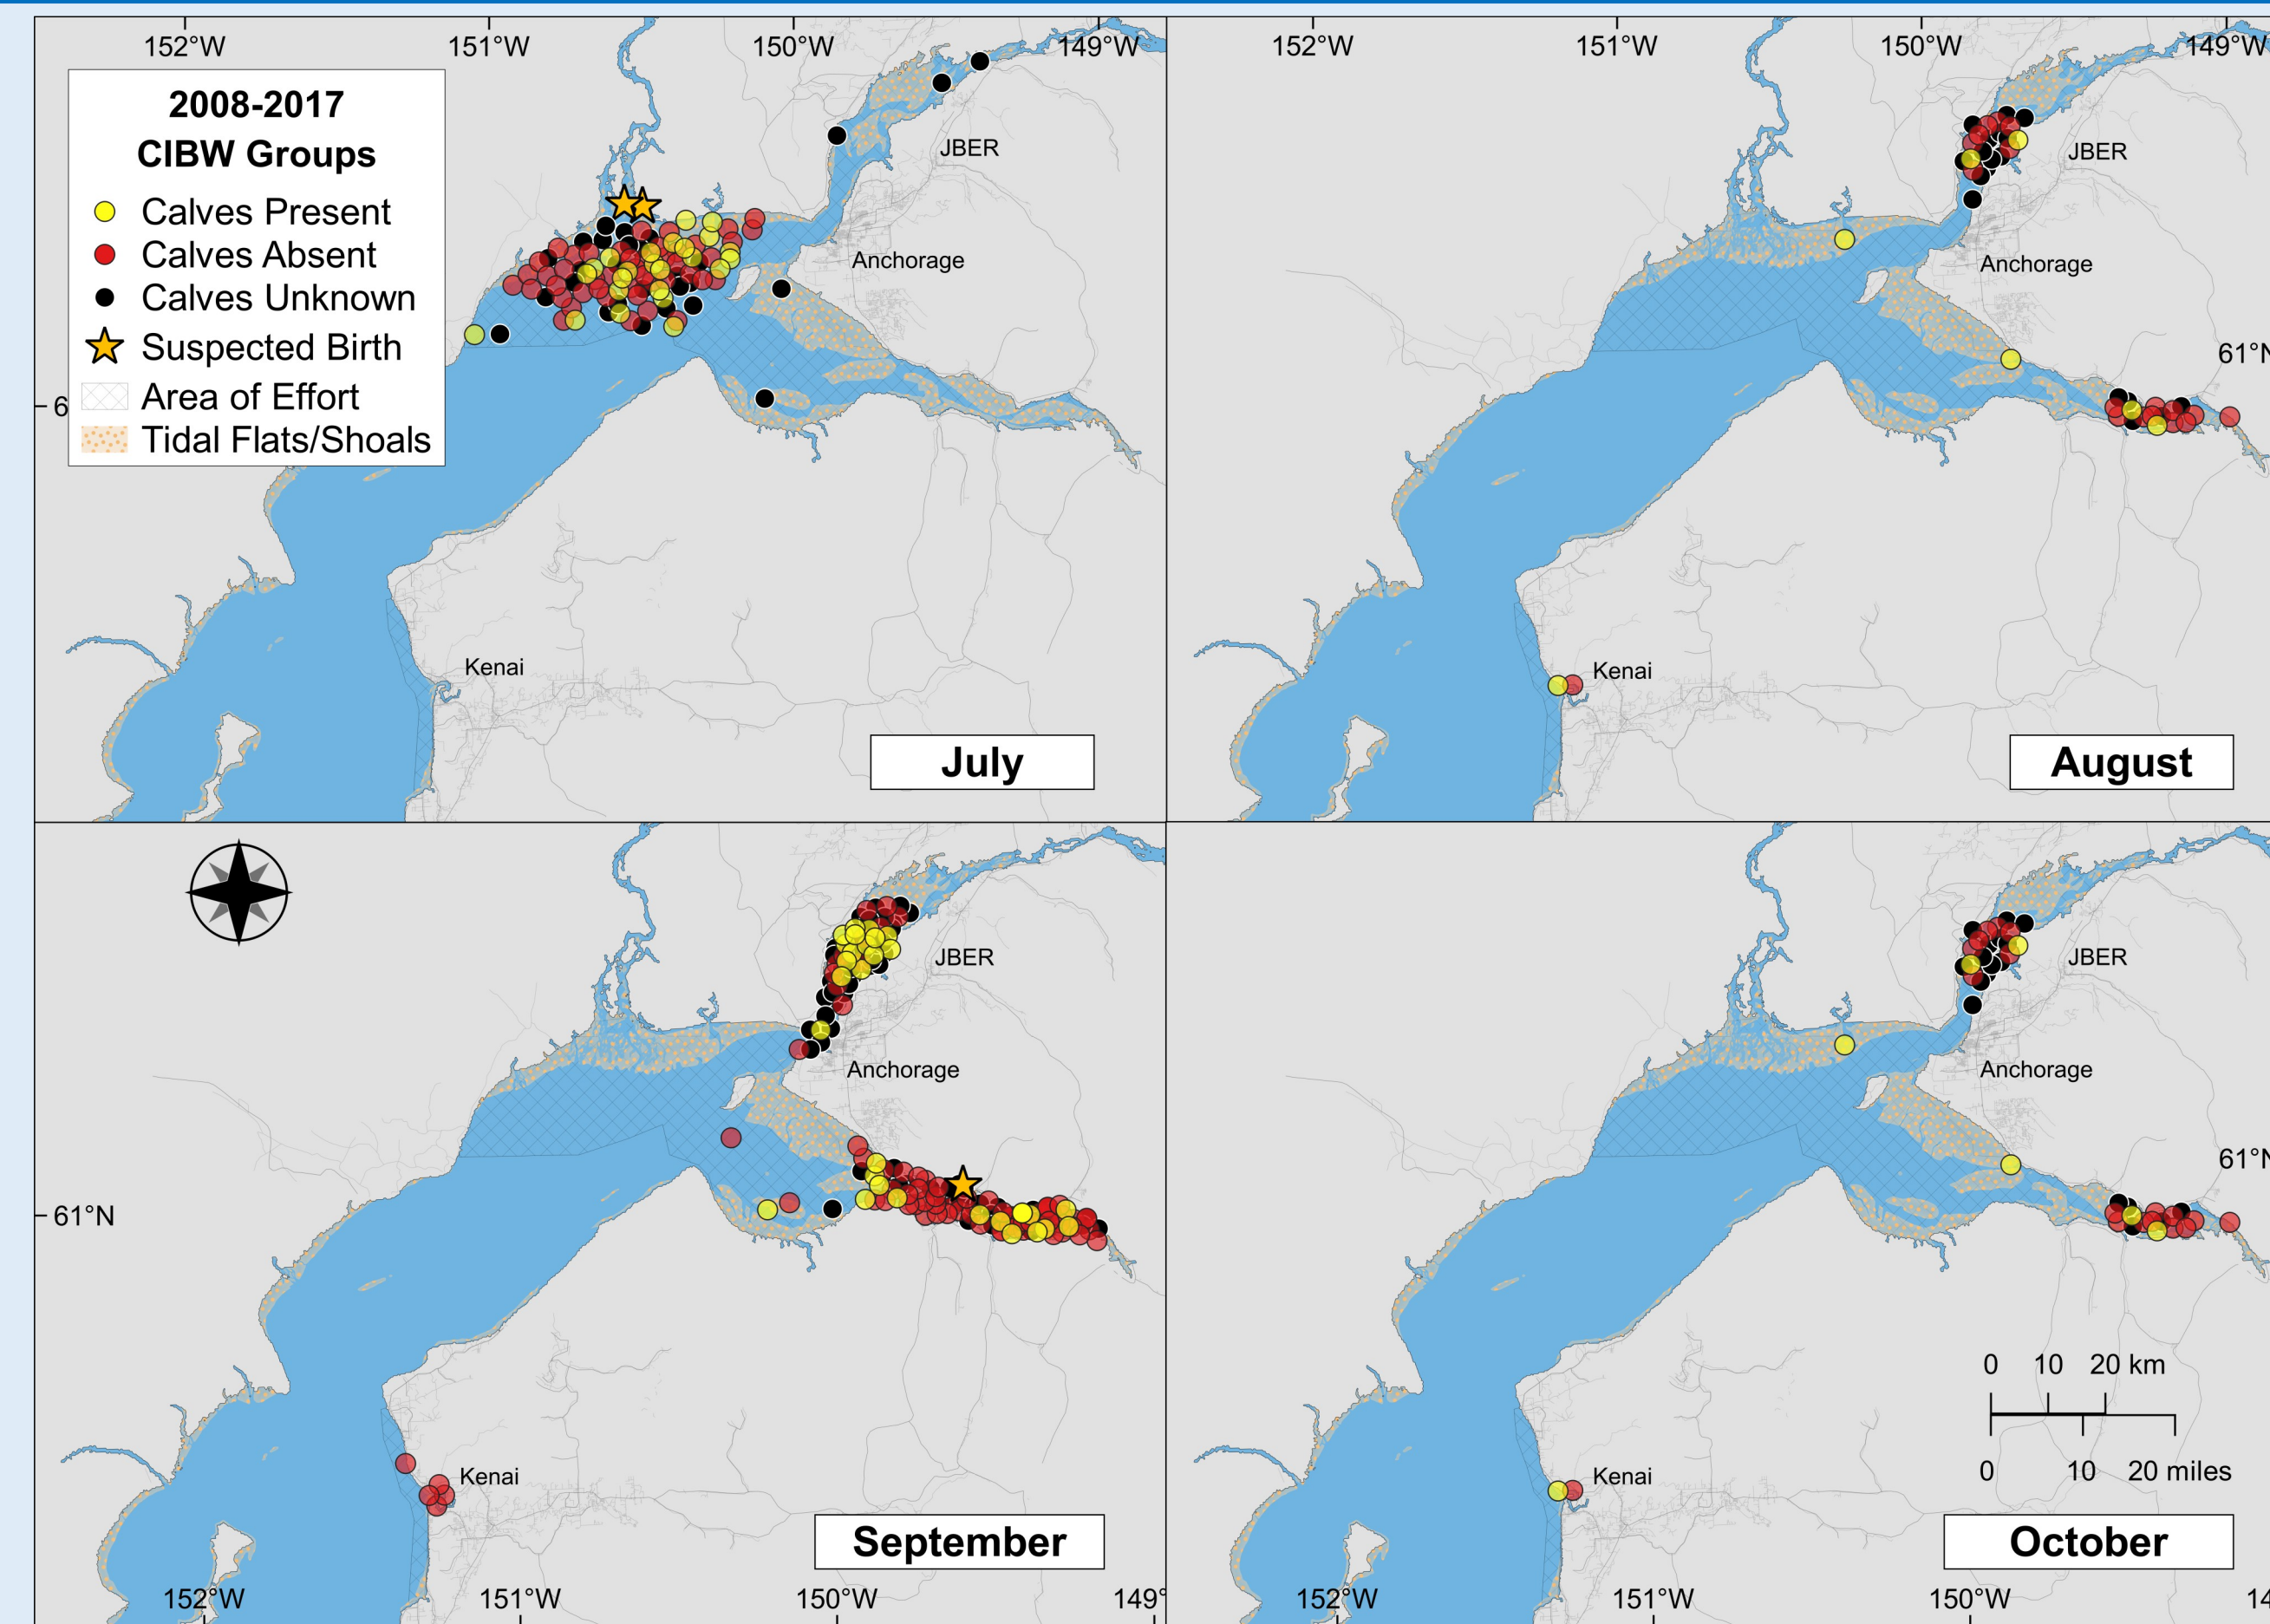 152°W 151°W 150°W 149°W
2008-2017
CIBW Groups
Calves Present
Calves Absent
Calves Unknown
Suspected Birth
Area of Effort
Tidal Flats/Shoals
6
JBER
Anchorage
Kenai
July
152°W 151°W 150°W 149°W
JBER
Anchorage
61°N
Kenai
August
JBER
Anchorage
61°N
Kenai
September
152°W 151°W 150°W 149°
JBER
Anchorage
61°N
0 10 20 km
0 10 20 miles
Kenai
October
152°W 151°W 150°W 14